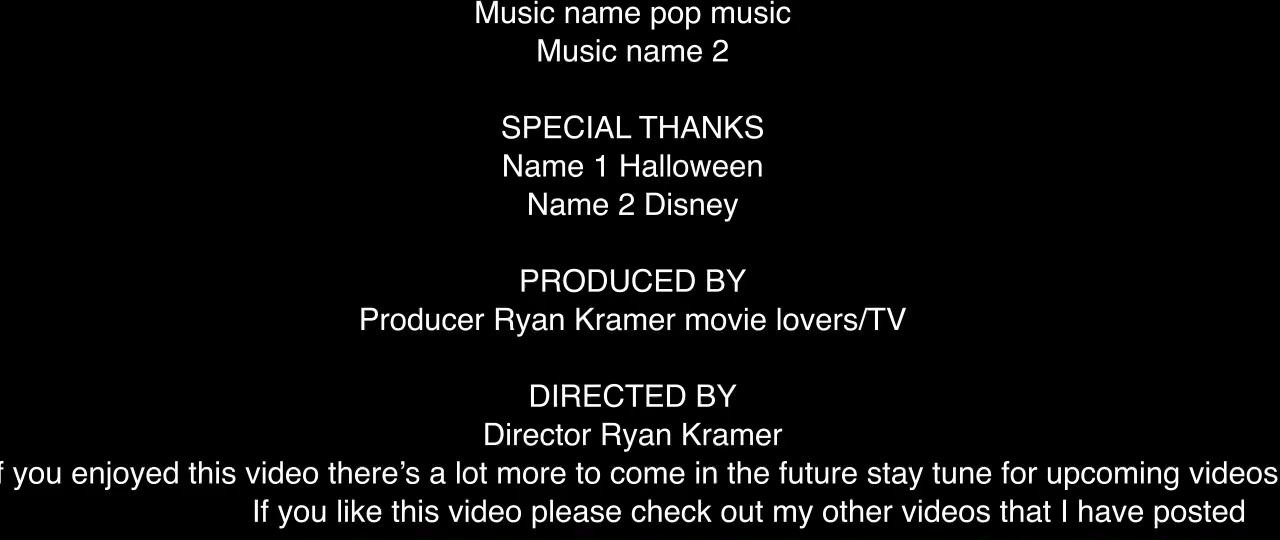 Music name pop music
Music name 2
SPECIAL THANKS
Name 1 Halloween
Name 2 Disney
PRODUCED BY
Producer Ryan Kramer movie lovers/TV
DIRECTED BY
Director Ryan Kramer
f you enjoyed this video there’s a lot more to come in the future stay tune for upcoming videos
If you like this video please check out my other videos that I have posted